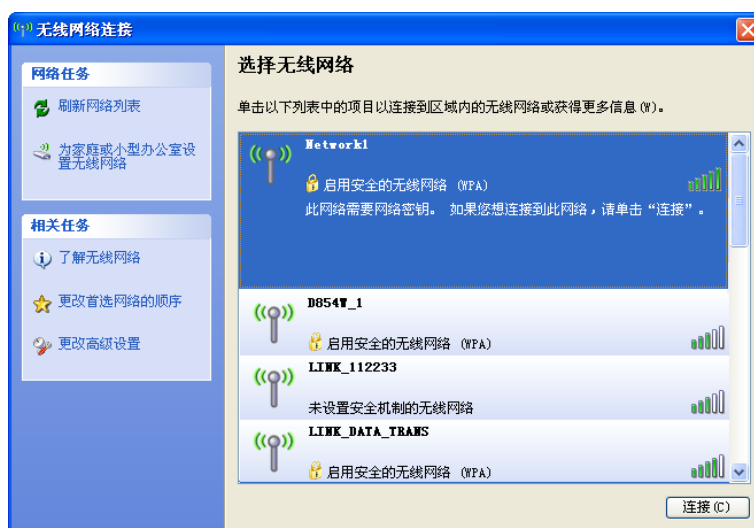 无线网络连接
网络任务
刷新网络列表
为家庭或小型办公室设
置无线网络
相关任务
了解无线网络
更改首选网络的顺序
更改高级设置
选择无线网络
单击以下列表中的项目以连接到区域内的无线网络或获得更多信息(W)。
Network1
启用安全的无线网络 (WPA)
此网络需要网络密钥。 如果您想连接到此网络，请单击“连接”。
D854W_1
启用安全的无线网络 (WPA)
LINK_112233
未设置安全机制的无线网络
LINK_DATA_TRANS
启用安全的无线网络 (WPA)
连接(C)